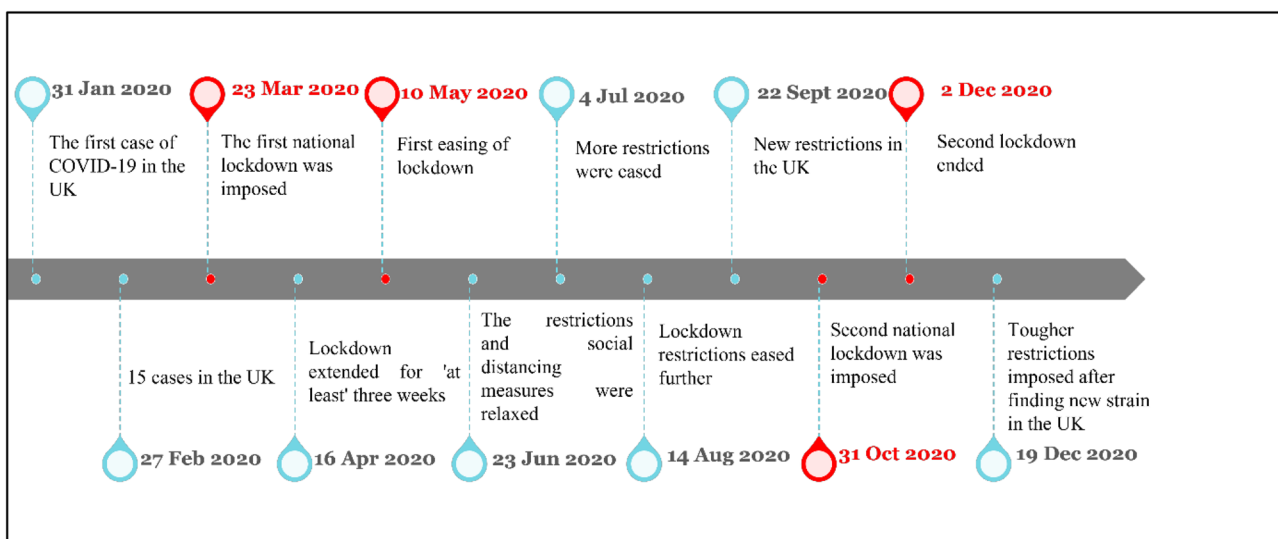 31 Jan 2020
The first case of
COVID-19 in the
UK
23 Mar 2020
The first national
lockdown was
imposed
10 May 2020
First easing of
lockdown
4 Jul 2020
More restrictions
were eased
22 Sept 2020
New restrictions in
the UK
2 Dec 2020
Second lockdown
ended
15 cases in the UK
27 Feb 2020
Lockdown
extended for 'at
least' three weeks
16 Apr 2020
The restrictions
and social
distancing
measures were
relaxed
23 Jun 2020
Lockdown
restrictions eased
further
14 Aug 2020
Second national
lockdown was
imposed
31 Oct 2020
Tougher
restrictions
imposed after
finding new strain
in the UK
19 Dec 2020